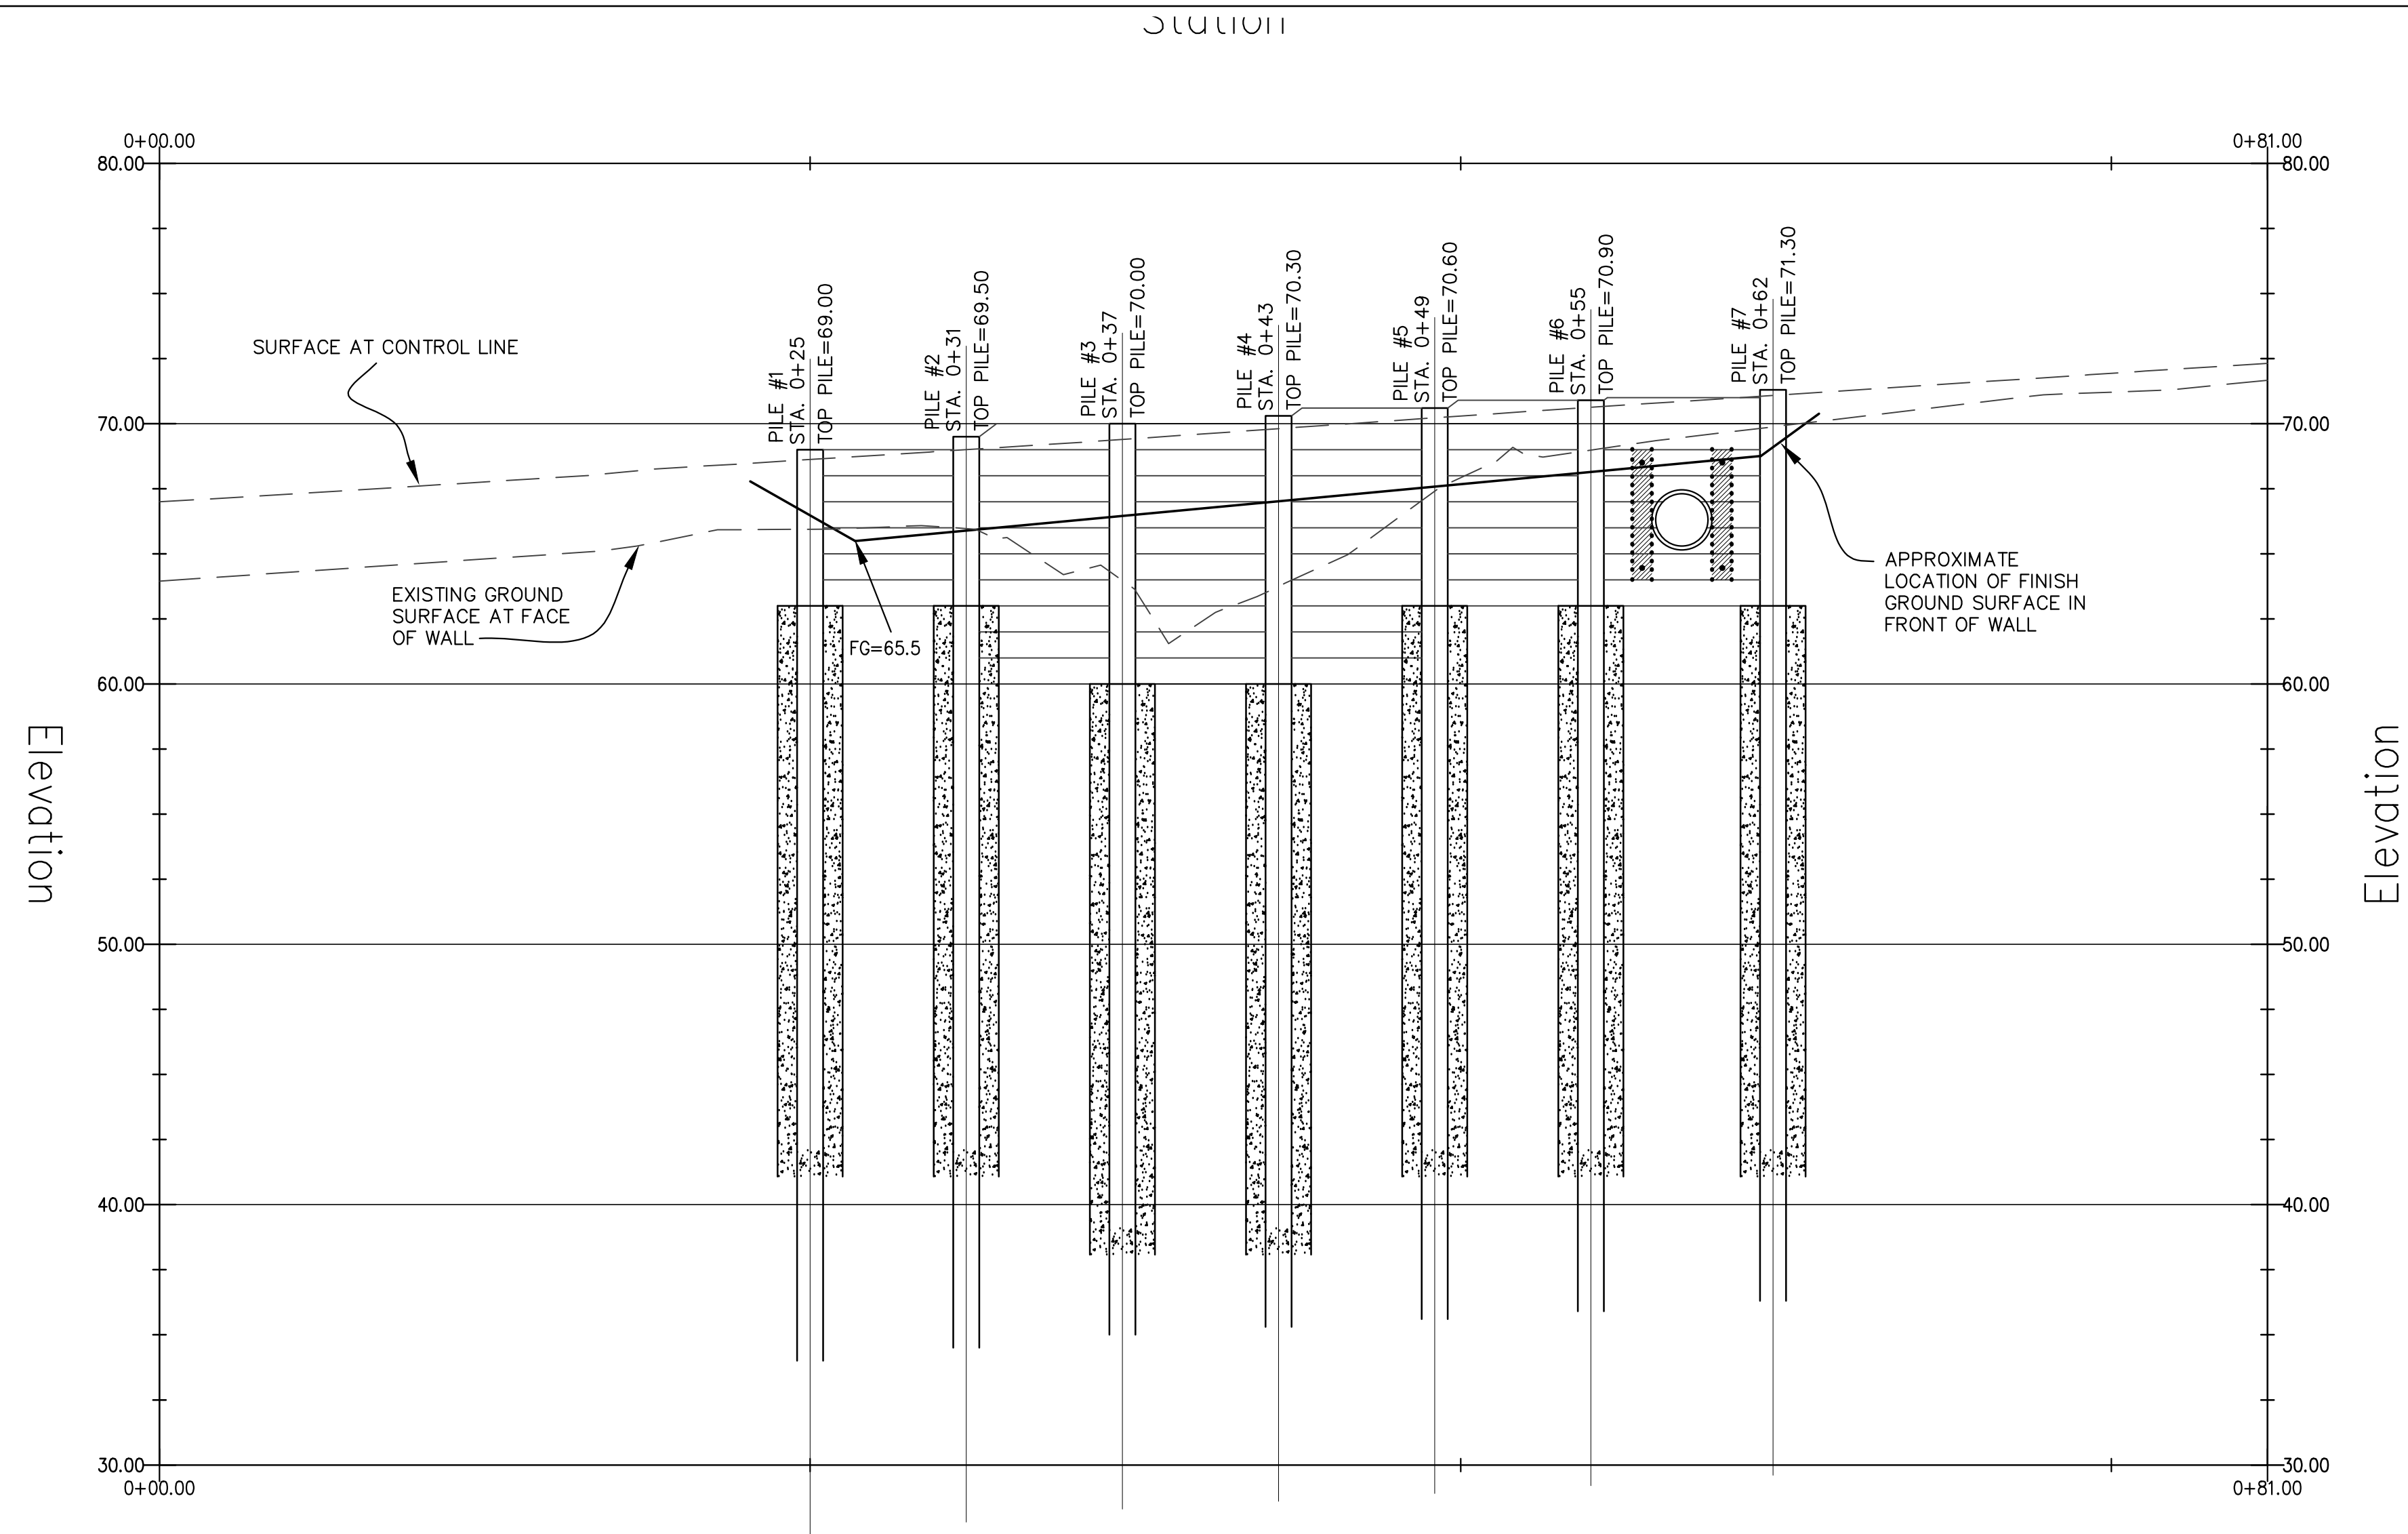 Station
0+00.00
0+81.00
80.00
80.00
PILE #1
STA. 0+25
TOP PILE=69.00
PILE #2
STA. 0+31
TOP PILE=69.50
PILE #3
STA. 0+37
TOP PILE=70.00
PILE #4
STA. 0+43
TOP PILE=70.30
PILE #5
STA. 0+49
TOP PILE=70.60
PILE #6
STA. 0+55
TOP PILE=70.90
PILE #7
STA. 0+62
TOP PILE=71.30
SURFACE AT CONTROL LINE
70.00
70.00
EXISTING GROUND
SURFACE AT FACE
OF WALL
FG=65.5
APPROXIMATE
LOCATION OF FINISH
GROUND SURFACE IN
FRONT OF WALL
60.00
60.00
Elevation
Elevation
50.00
50.00
40.00
40.00
30.00
30.00
0+00.00
0+81.00